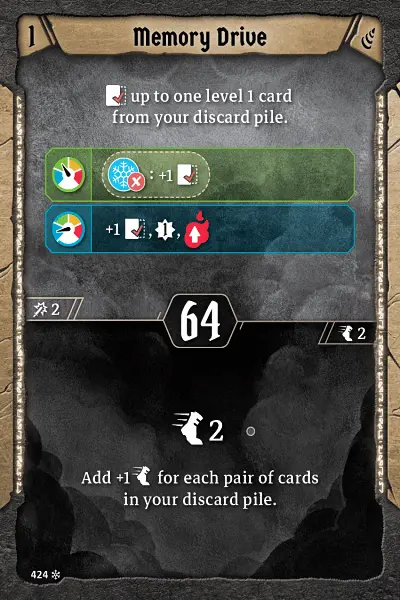 1
Memory Drive
up to one level 1 card
from your discard pile.
: +1
+1 , 1 ,
2
64
2
2
Add +1 for each pair of cards
in your discard pile.
424